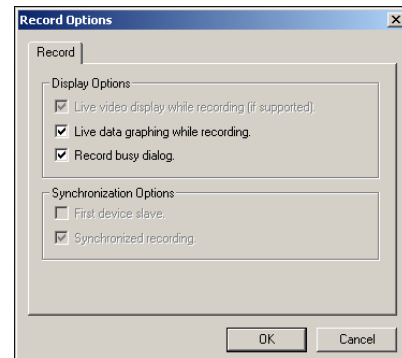 Record Options
Record
Display Options
Live video display while recording (if supported).
Live data graphing while recording.
Record busy dialog.
Synchronization Options
First device slave.
Synchronized recording.
OK
Cancel